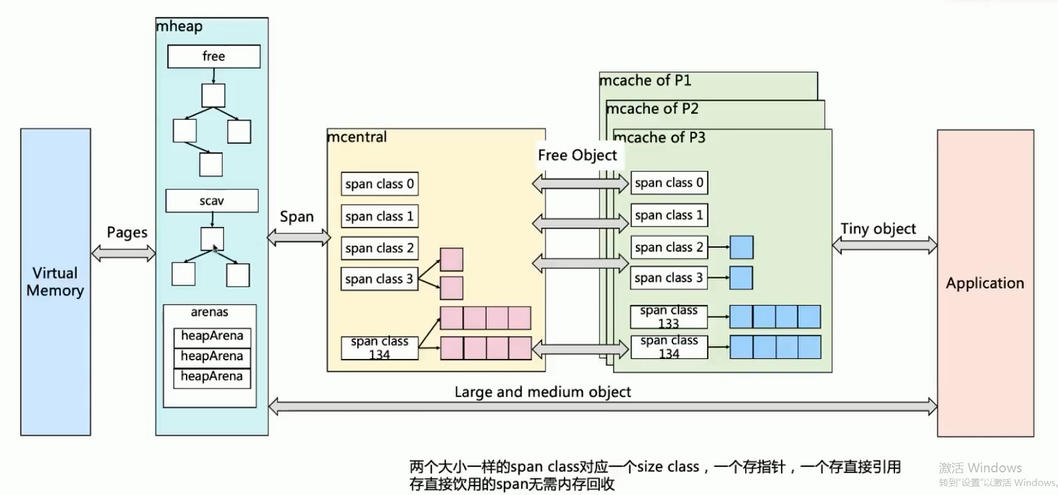 mheap
free
scav
arenas
heapArena
heapArena
heapArena
Virtual
Memory
Pages
Span
mcentral
span class 0
span class 1
span class 2
span class 3
span class
134
Free Object
mcache of P1
mcache of P2
mcache of P3
span class 0
span class 1
span class 2
span class 3
span class
133
span class
134
Tiny object
Application
Large and medium object
两个大小一样的span class对应一个size class，一个存指针，一个存直接引用
存直接饮用的span无需内存回收
激活 Windows
转到"设置"以激活 Windows。